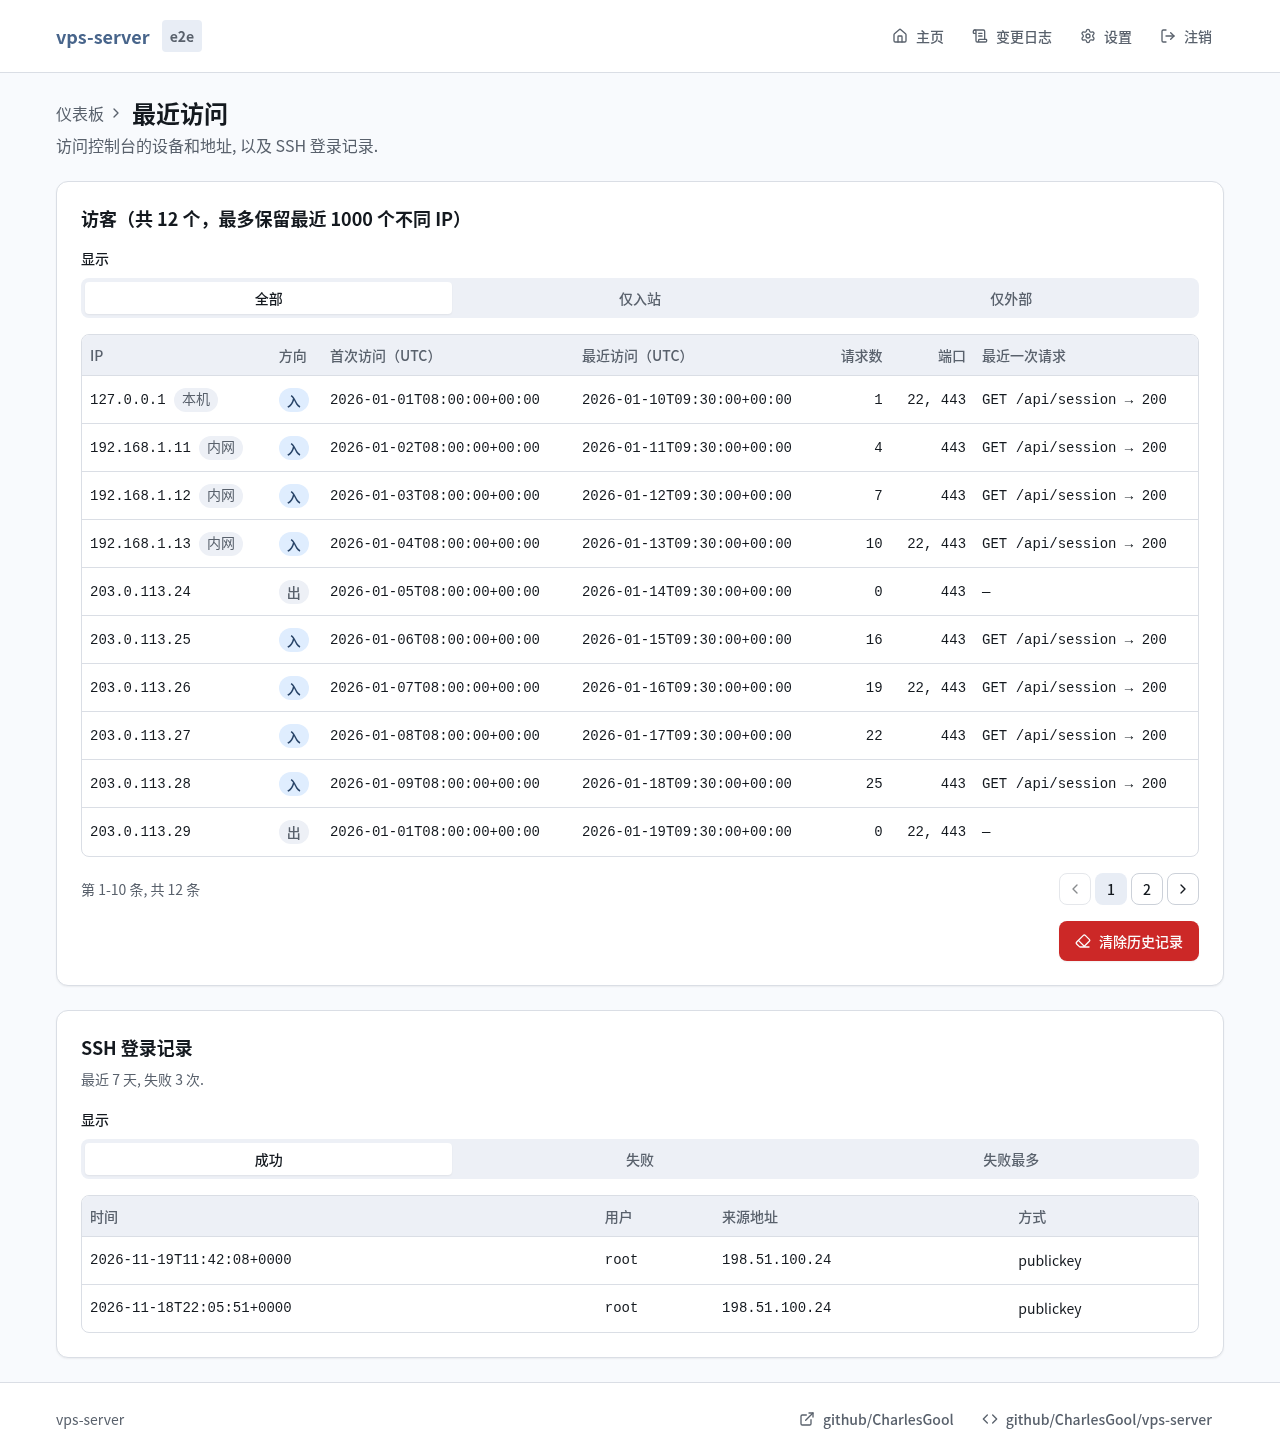 vps-server e2e 主页 变更日志 设置 注销
仪表板 最近访问
访问控制台的设备和地址, 以及 SSH 登录记录.
访客（共 12 个，最多保留最近 1000 个不同 IP）
显示
全部 仅入站 仅外部
IP 方向 首次访问（UTC） 最近访问（UTC） 请求数 端口 最近一次请求
127.0.0.1 本机 入 2026-01-01T08:00:00+00:00 2026-01-10T09:30:00+00:00 1 22, 443 GET /api/session → 200
192.168.1.11 内网 入 2026-01-02T08:00:00+00:00 2026-01-11T09:30:00+00:00 4 443 GET /api/session → 200
192.168.1.12 内网 入 2026-01-03T08:00:00+00:00 2026-01-12T09:30:00+00:00 7 443 GET /api/session → 200
192.168.1.13 内网 入 2026-01-04T08:00:00+00:00 2026-01-13T09:30:00+00:00 10 22, 443 GET /api/session → 200
203.0.113.24 出 2026-01-05T08:00:00+00:00 2026-01-14T09:30:00+00:00 0 443 —
203.0.113.25 入 2026-01-06T08:00:00+00:00 2026-01-15T09:30:00+00:00 16 443 GET /api/session → 200
203.0.113.26 入 2026-01-07T08:00:00+00:00 2026-01-16T09:30:00+00:00 19 22, 443 GET /api/session → 200
203.0.113.27 入 2026-01-08T08:00:00+00:00 2026-01-17T09:30:00+00:00 22 443 GET /api/session → 200
203.0.113.28 入 2026-01-09T08:00:00+00:00 2026-01-18T09:30:00+00:00 25 443 GET /api/session → 200
203.0.113.29 出 2026-01-01T08:00:00+00:00 2026-01-19T09:30:00+00:00 0 22, 443 —
第 1-10 条, 共 12 条 1 2
清除历史记录
SSH 登录记录
最近 7 天, 失败 3 次.
显示
成功 失败 失败最多
时间 用户 来源地址 方式
2026-11-19T11:42:08+0000 root 198.51.100.24 publickey
2026-11-18T22:05:51+0000 root 198.51.100.24 publickey
vps-server github/CharlesGool github/CharlesGool/vps-server